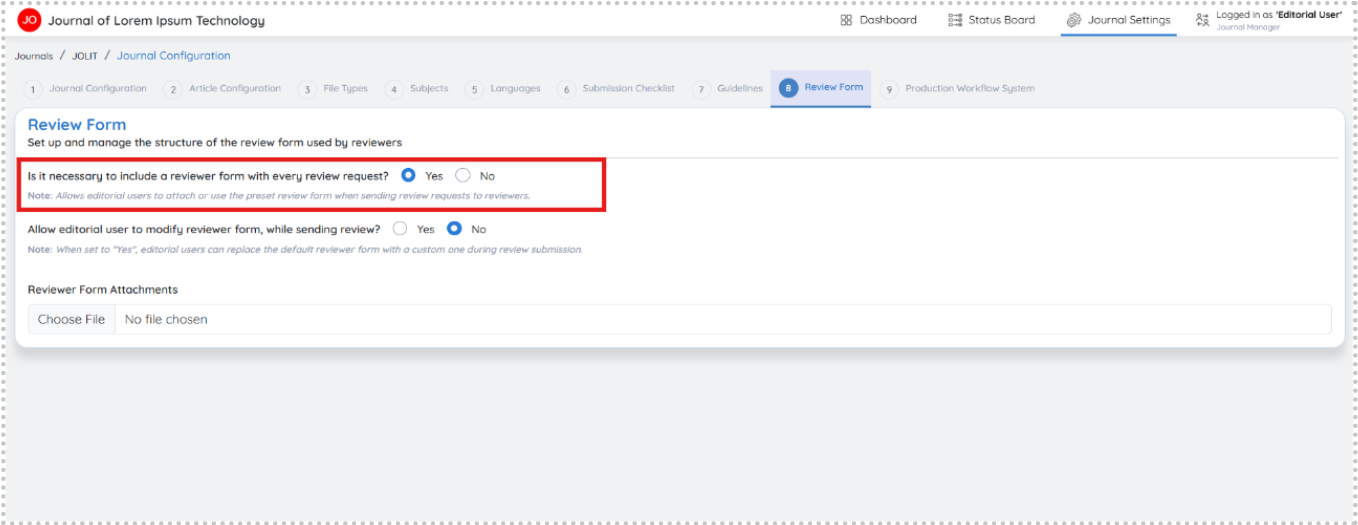 JO Journal of Lorem Ipsum Technology
Dashboard
Status Board
Journal Settings
Logged in as 'Editorial User'
Journal Manager
Journals / JOLIT / Journal Configuration
1 Journal Configuration
2 Article Configuration
3 File Types
4 Subjects
5 Languages
6 Submission Checklist
7 Guidelines
8 Review Form
9 Production Workflow System
Review Form
Set up and manage the structure of the review form used by reviewers
Is it necessary to include a reviewer form with every review request? Yes No
Note: Allows editorial users to attach or use the preset review form when sending review requests to reviewers.
Allow editorial user to modify reviewer form, while sending review? Yes No
Note: When set to "Yes", editorial users can replace the default reviewer form with a custom one during review submission.
Reviewer Form Attachments
Choose File No file chosen